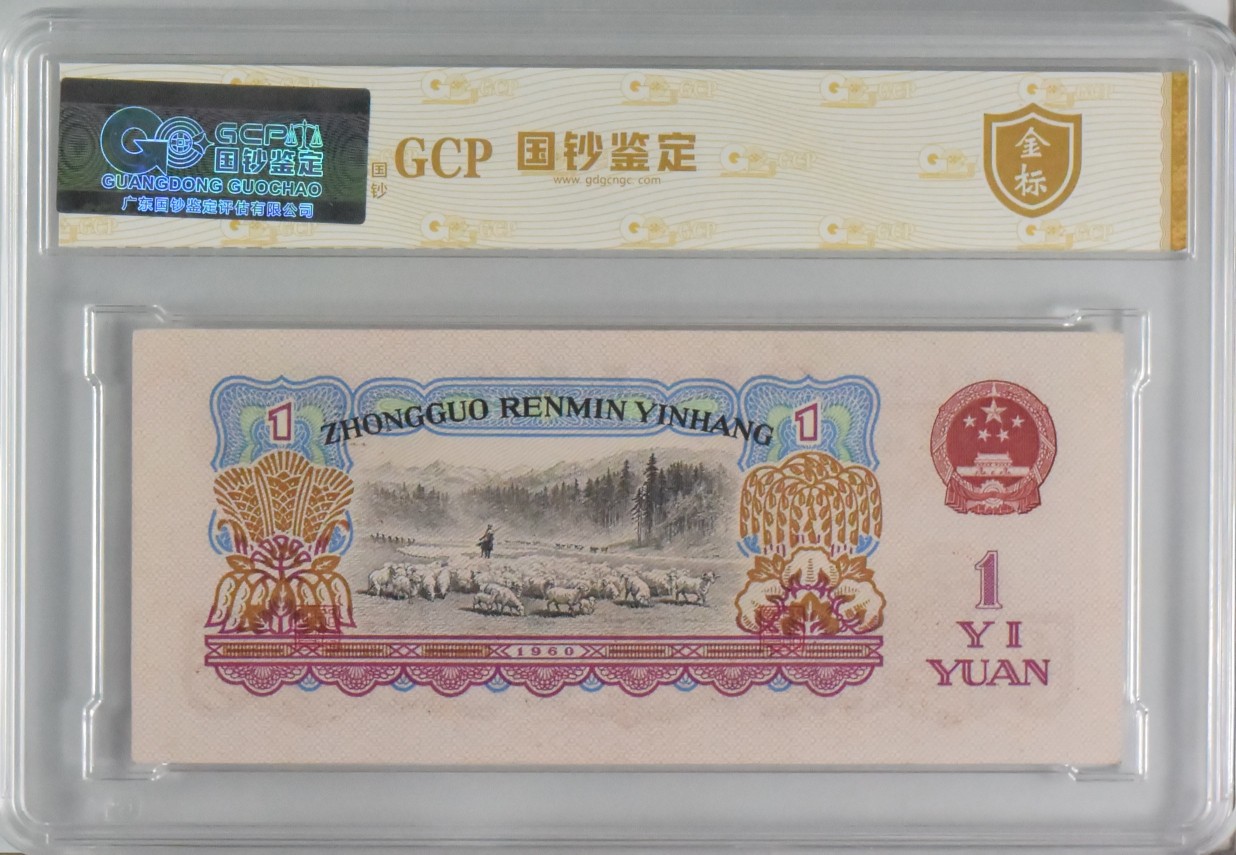 GCP
国钞鉴定
GUANGDONG GUOCHAO
广东国钞鉴定评估有限公司
国钞
GCP 国钞鉴定
www.gdgcngc.com
金标
1 ZHONGGUO RENMIN YINHANG 1
1960
1
YI
YUAN